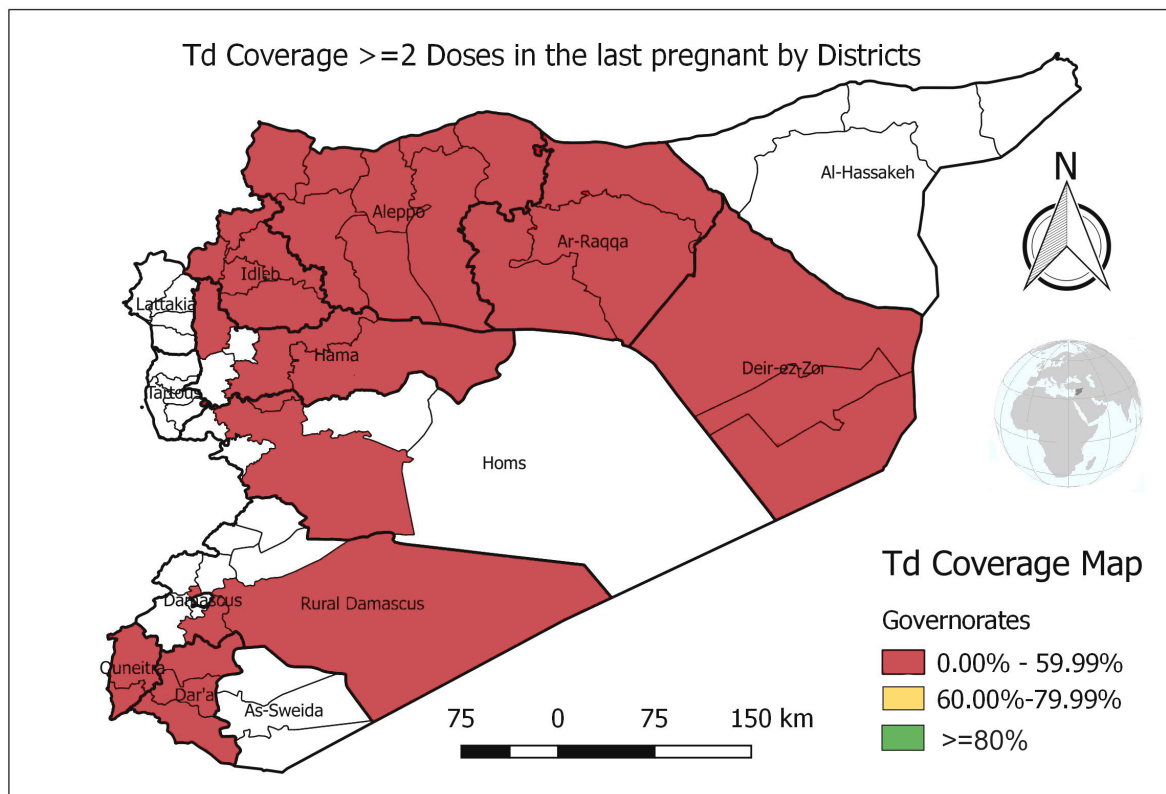 Td Coverage >=2 Doses in the last pregnant by Districts
Al-Hassakeh
N
Aleppo
Ar-Raqqa
Idleb
Lattakia
Hama
Deir-ez-Zor
Tartous
Homs
Damascus
Rural Damascus
Quneitra
Dar'a
As-Sweida
Td Coverage Map
Governorates
0.00% - 59.99%
60.00%-79.99%
>=80%
75 0 75 150 km